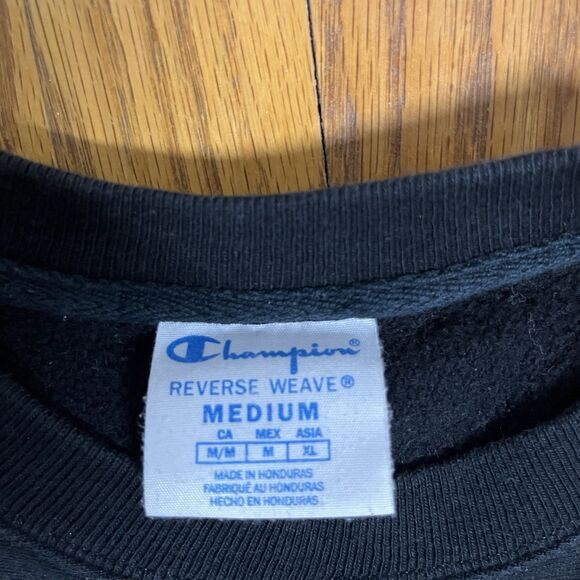 Champion®
REVERSE WEAVE®
MEDIUM
CA MEX ASIA
M/M M XL
MADE IN HONDURAS
FABRIQUÉ AU HONDURAS
HECHO EN HONDURAS